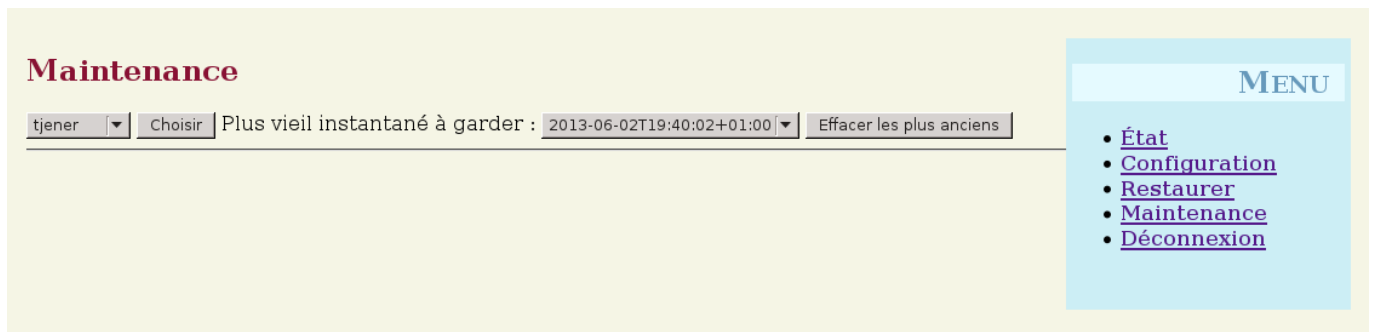 Maintenance
tjener Choisir Plus vieil instantané à garder : 2013-06-02T19:40:02+01:00 Effacer les plus anciens
MENU
État
Configuration
Restaurer
Maintenance
Déconnexion